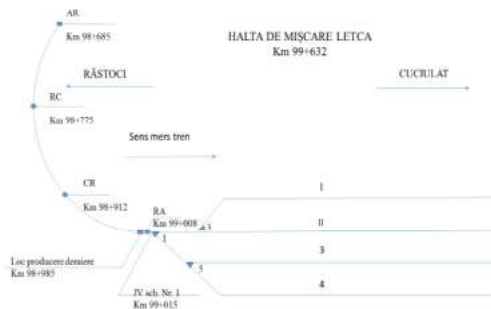 AR
Km 98+685
HALTA DE MIȘCARE LETCA
Km 99+632
RĂSTOCI
CUCIULAT
RC
Km 98+775
Sens mers tren
CR
Km 98+912
RA
Km 99+008
I
II
3
4
1
3
5
Loc producere deraiere
Km 98+985
JV sch. Nr. 1
Km 99+015